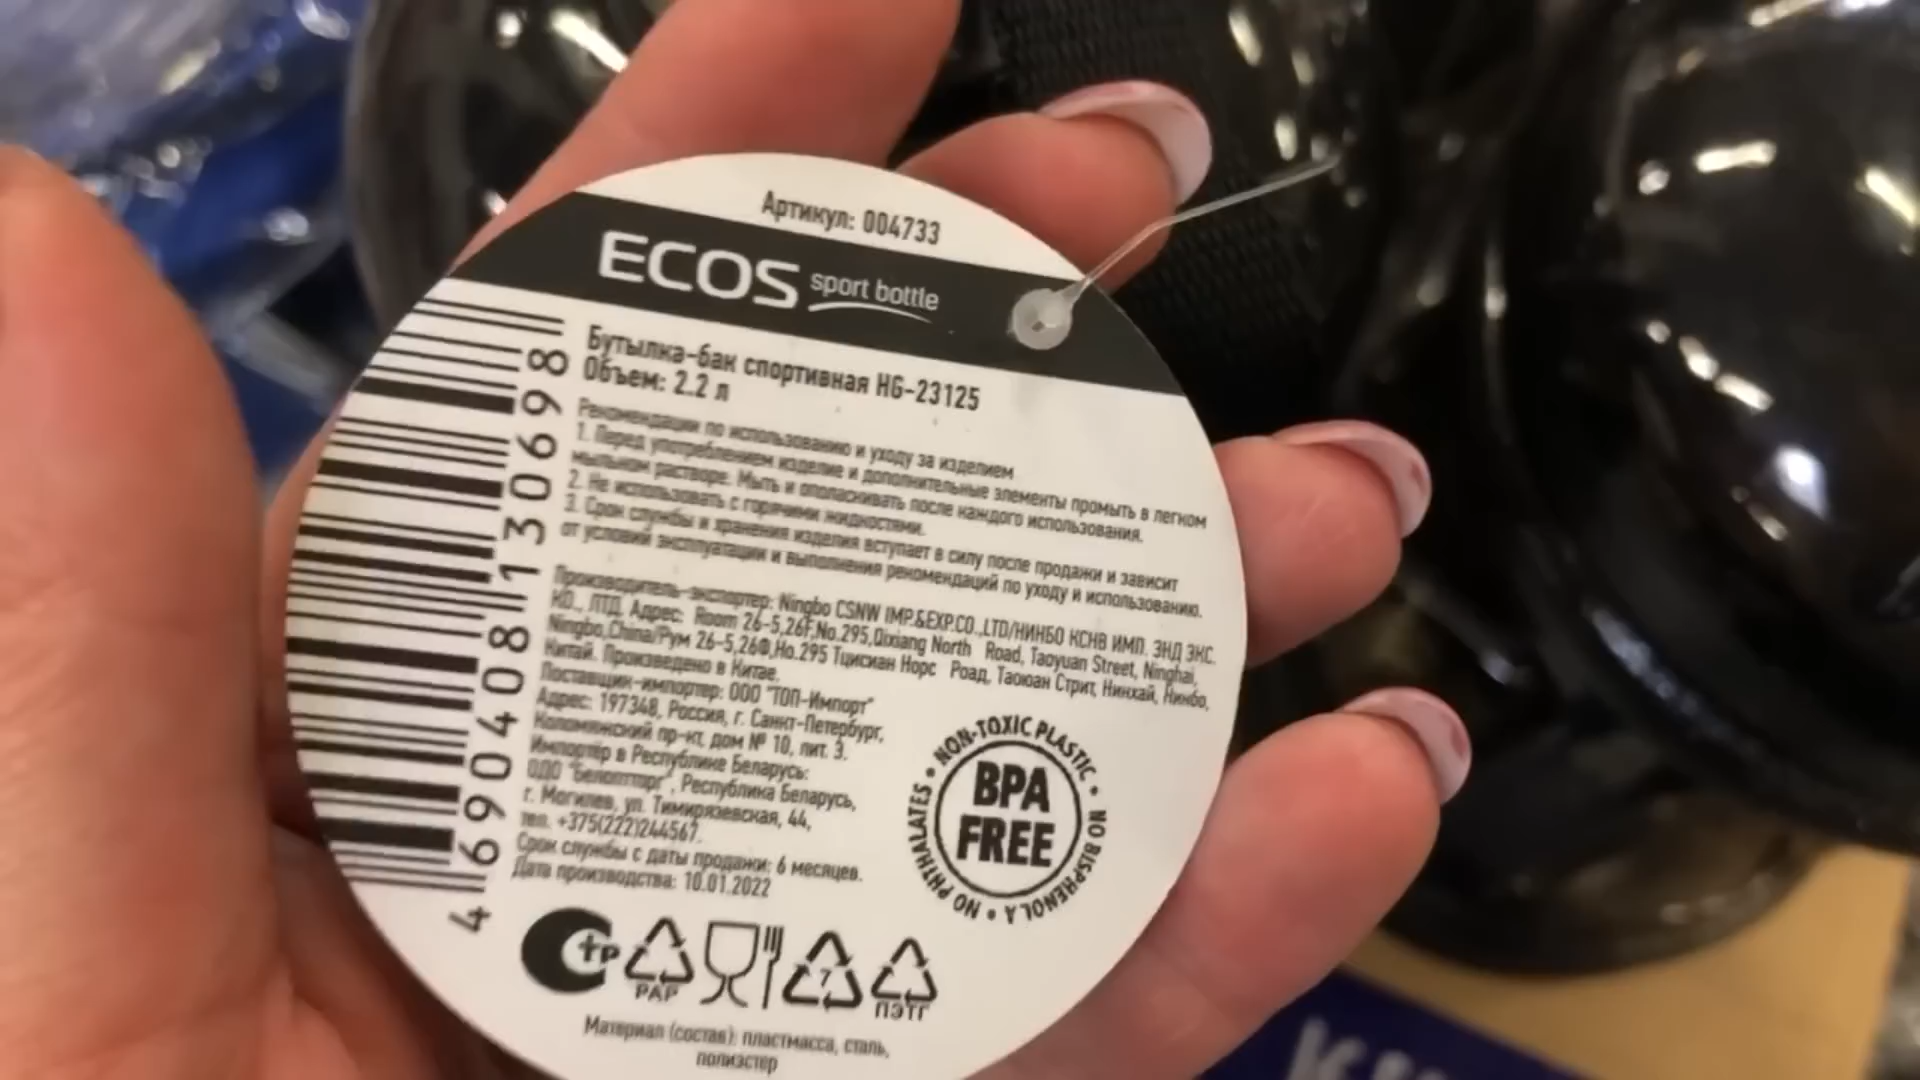 Артикул: 004733
ECOS sport bottle
Бутылка-бак спортивная HG-23125
Объем: 2.2 л
Рекомендации по использованию и уходу за изделием
1. Перед употреблением изделие и дополнительные элементы промыть в легком
мыльном растворе. Мыть и ополаскивать после каждого использования.
2. Не использовать с горячими жидкостями.
3. Срок службы и хранения изделия вступает в силу после продажи и зависит
от условий эксплуатации и выполнения рекомендаций по уходу и использованию.
Производитель-экспортер: Ningbo CSNW IMP.&EXP.CO.,LTD/НИНБО КСНВ ИМП. ЭНД ЭКС.
КО., ЛТД. Адрес: Room 26-5,26F,No.295,Qixiang North Road, Taoyuan Street, Ninghai,
Ningbo,China/Рум 26-5,26Ф,Но.295 Тцисиан Норс Роад, Таоюан Стрит, Нинхай, Нинбо,
Китай. Произведено в Китае.
Поставщик-импортер: ООО "ТОП-Импорт"
Адрес: 197348, Россия, г. Санкт-Петербург,
Коломяжский пр-кт, дом № 10, лит. З.
Импортёр в Республике Беларусь:
ОДО "Белоптторг", Республика Беларусь,
г. Могилев, ул. Тимирязевская, 44,
тел. +375(222)244567.
Срок службы с даты продажи: 6 месяцев.
Дата производства: 10.01.2022
4690408130698
NON-TOXIC PLASTIC • NO BISPHENOL A • NO PHTHALATES •
BPA
FREE
СТР
PAP
7
ПЭТГ
Материал (состав): пластмасса, сталь,
полиэстер